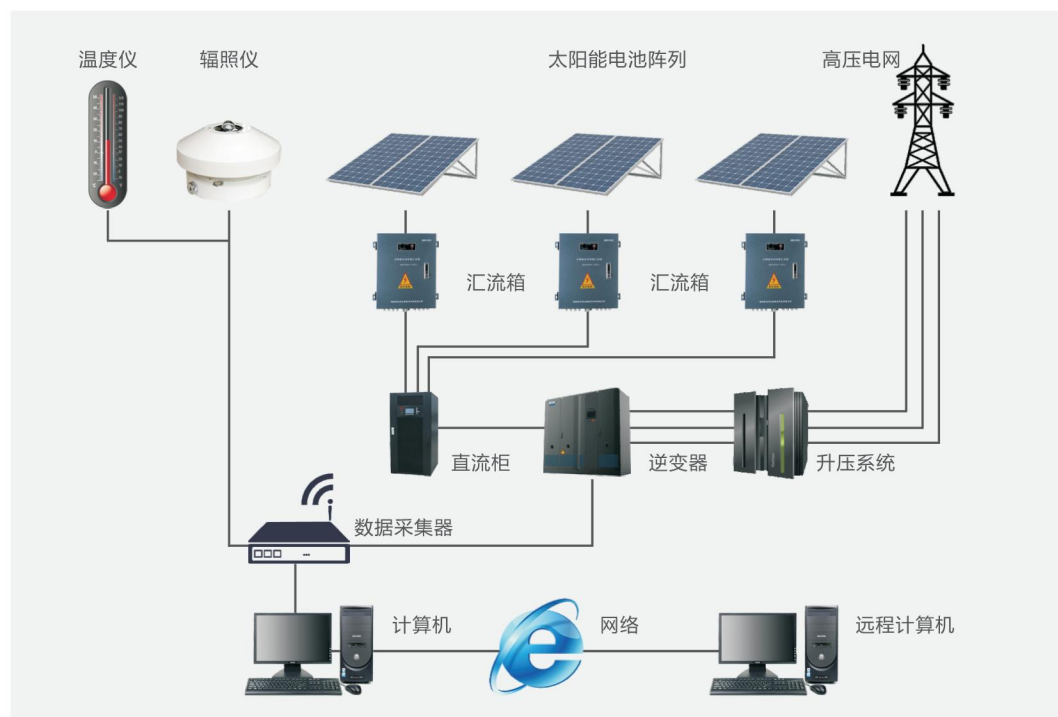 温度仪
辐照仪
太阳能电池阵列
高压电网
汇流箱
汇流箱
直流柜
逆变器
升压系统
数据采集器
计算机
网络
远程计算机